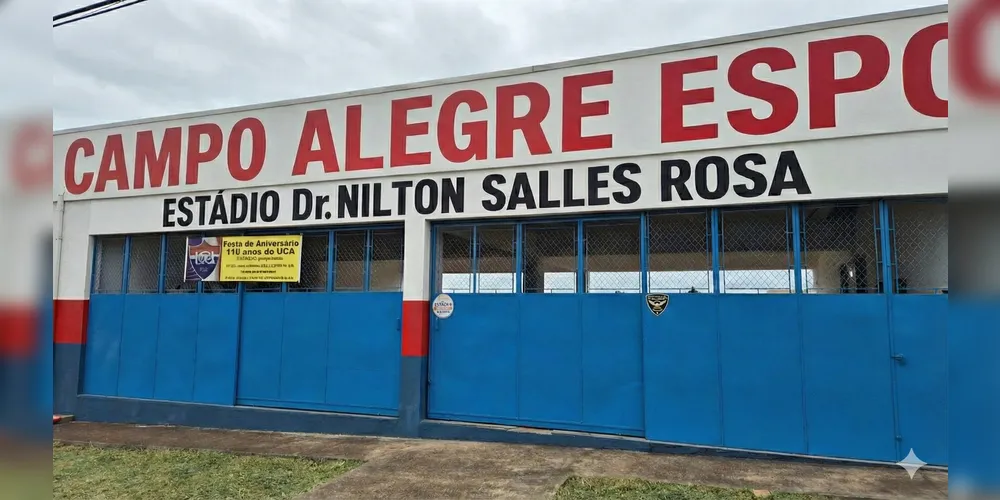 CAMPO ALEGRE ESPO
ESTÁDIO Dr. NILTON SALLES ROSA
Festa de Aniversário
110 anos do UCA